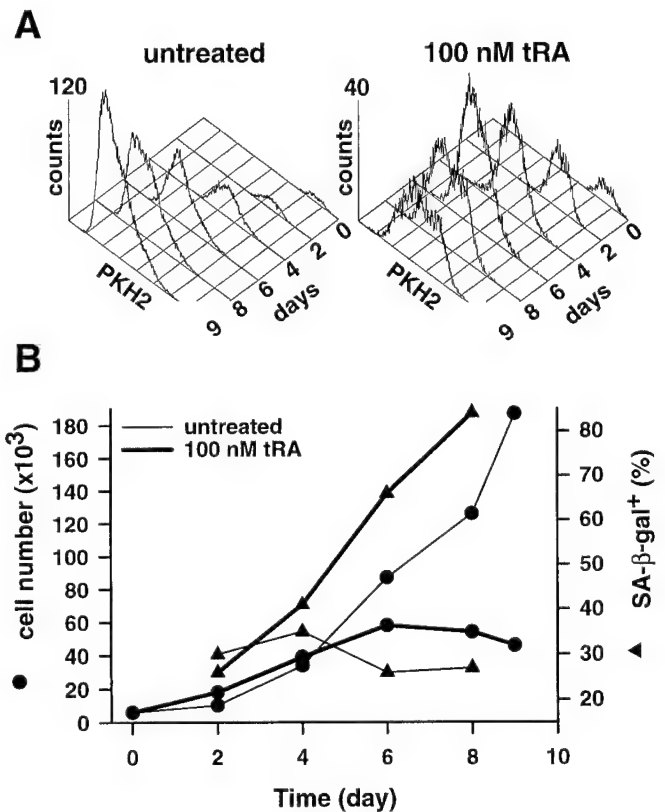 A
untreated
100 nM tRA
120
40
counts
counts
PKH2
0
2
4
6
8
9
days
PKH2
0
2
4
6
8
9
days
B
untreated
100 nM tRA
cell number (x10³)
180
160
140
120
100
80
60
40
20
0
SA-β-gal⁺ (%)
80
70
60
50
40
30
20
0 2 4 6 8 10
Time (day)